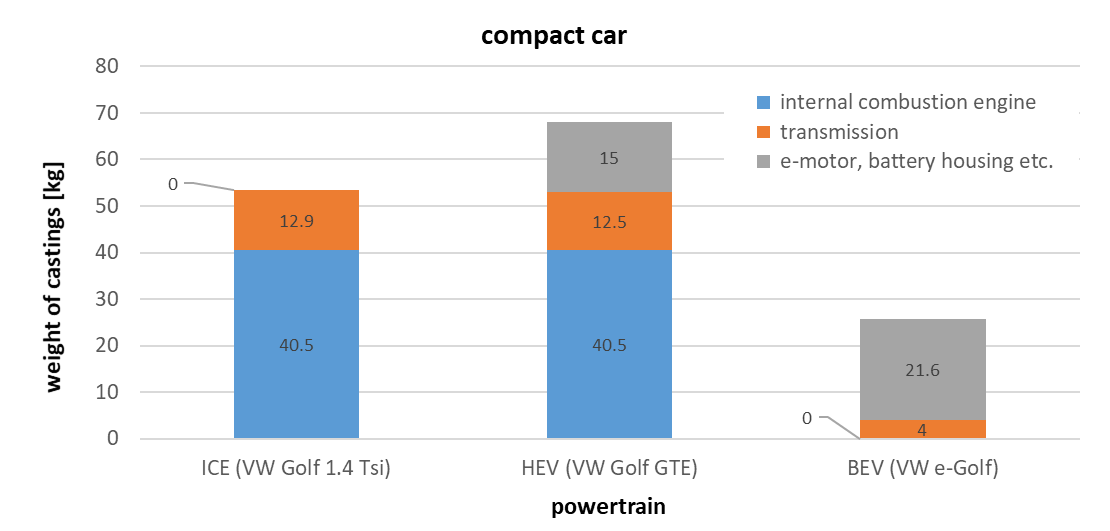 compact car
80
70
60
50
40
30
20
10
0
weight of castings [kg]
internal combustion engine
transmission
e-motor, battery housing etc.
0
12.9
40.5
15
12.5
40.5
21.6
0
4
ICE (VW Golf 1.4 Tsi)
HEV (VW Golf GTE)
BEV (VW e-Golf)
powertrain